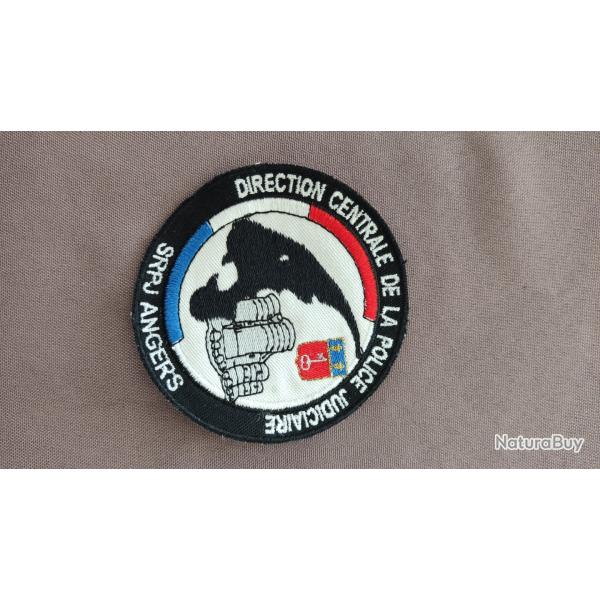 DIRECTION CENTRALE DE LA POLICE JUDICIAIRE
SRPJ ANGERS
NaturaBuy